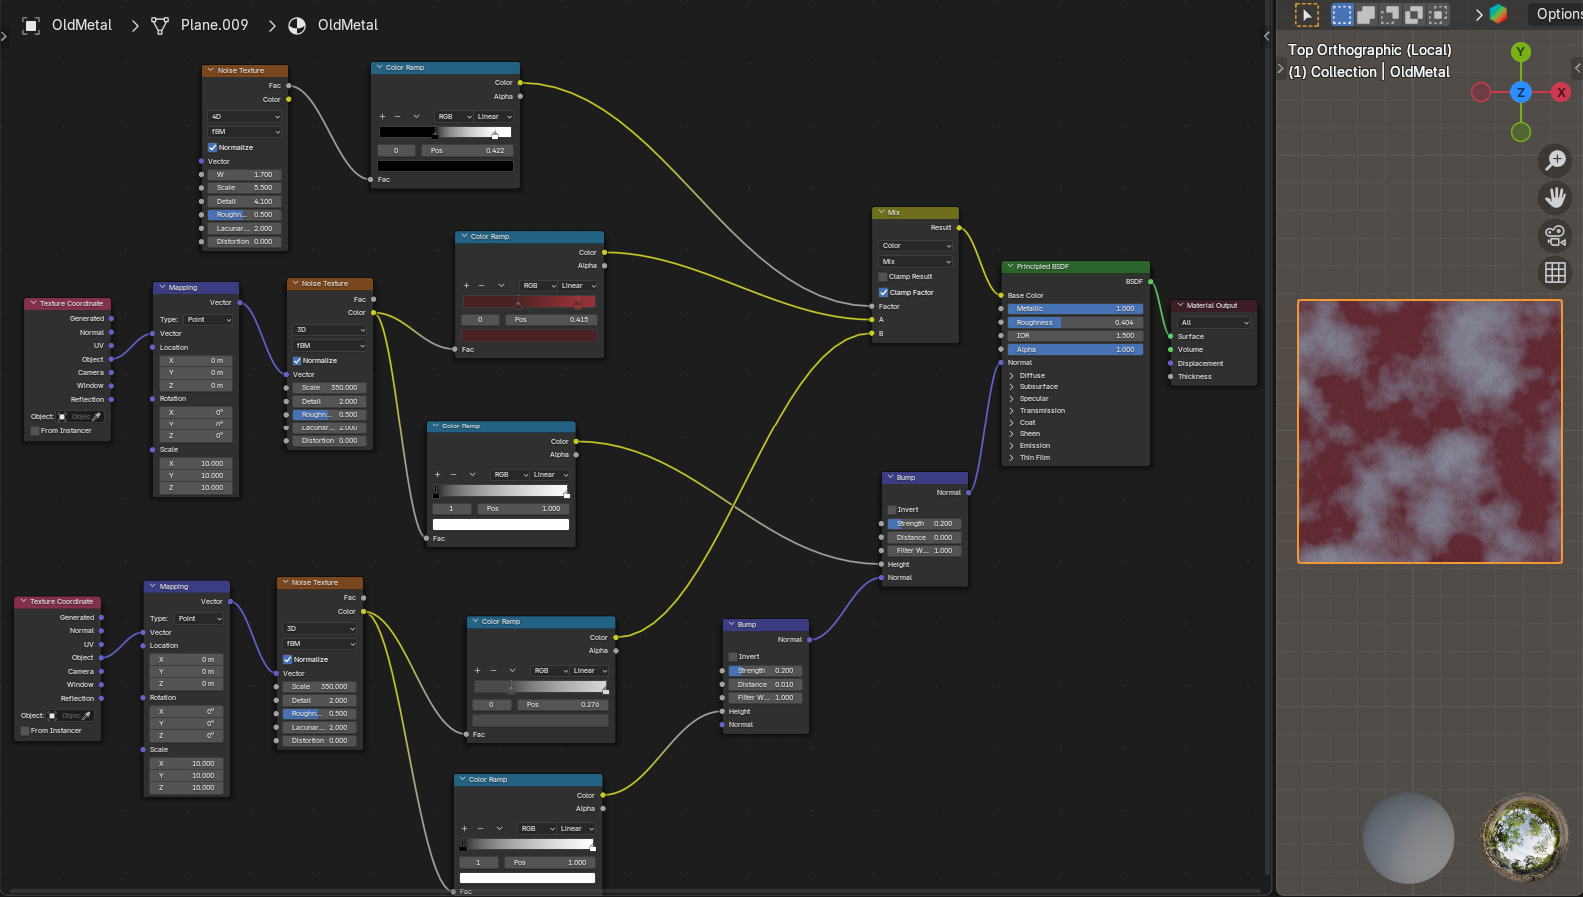 OldMetal > Plane.009 > OldMetal
Options
Top Orthographic (Local)
(1) Collection | OldMetal
Y
Z
X
Noise Texture
Fac
Color
4D
fBM
Normalize
Vector
W 1.700
Scale 5.500
Detail 4.100
Roughn... 0.500
Lacunar... 2.000
Distortion 0.000
Color Ramp
Color
Alpha
RGB Linear
0 Pos 0.422
Fac
Color Ramp
Color
Alpha
RGB Linear
0 Pos 0.415
Fac
Mix
Result
Color
Mix
Clamp Result
Clamp Factor
Factor
A
B
Principled BSDF
BSDF
Base Color
Metallic 1.000
Roughness 0.404
IOR 1.500
Alpha 1.000
Normal
Diffuse
Subsurface
Specular
Transmission
Coat
Sheen
Emission
Thin Film
Material Output
All
Surface
Volume
Displacement
Thickness
Texture Coordinate
Generated
Normal
UV
Object
Camera
Window
Reflection
Object: Objec
From Instancer
Mapping
Vector
Type: Point
Vector
Location
X 0 m
Y 0 m
Z 0 m
Rotation
X 0°
Y 0°
Z 0°
Scale
X 10.000
Y 10.000
Z 10.000
Noise Texture
Fac
Color
3D
fBM
Normalize
Vector
Scale 350.000
Detail 2.000
Roughn... 0.500
Lacunar... 2.000
Distortion 0.000
Color Ramp
Color
Alpha
RGB Linear
1 Pos 1.000
Fac
Bump
Normal
Invert
Strength 0.200
Distance 0.000
Filter W... 1.000
Height
Normal
Texture Coordinate
Generated
Normal
UV
Object
Camera
Window
Reflection
Object: Objec
From Instancer
Mapping
Vector
Type: Point
Vector
Location
X 0 m
Y 0 m
Z 0 m
Rotation
X 0°
Y 0°
Z 0°
Scale
X 10.000
Y 10.000
Z 10.000
Noise Texture
Fac
Color
3D
fBM
Normalize
Vector
Scale 350.000
Detail 2.000
Roughn... 0.500
Lacunar... 2.000
Distortion 0.000
Color Ramp
Color
Alpha
RGB Linear
0 Pos 0.276
Fac
Bump
Normal
Invert
Strength 0.200
Distance 0.010
Filter W... 1.000
Height
Normal
Color Ramp
Color
Alpha
RGB Linear
1 Pos 1.000
Fac